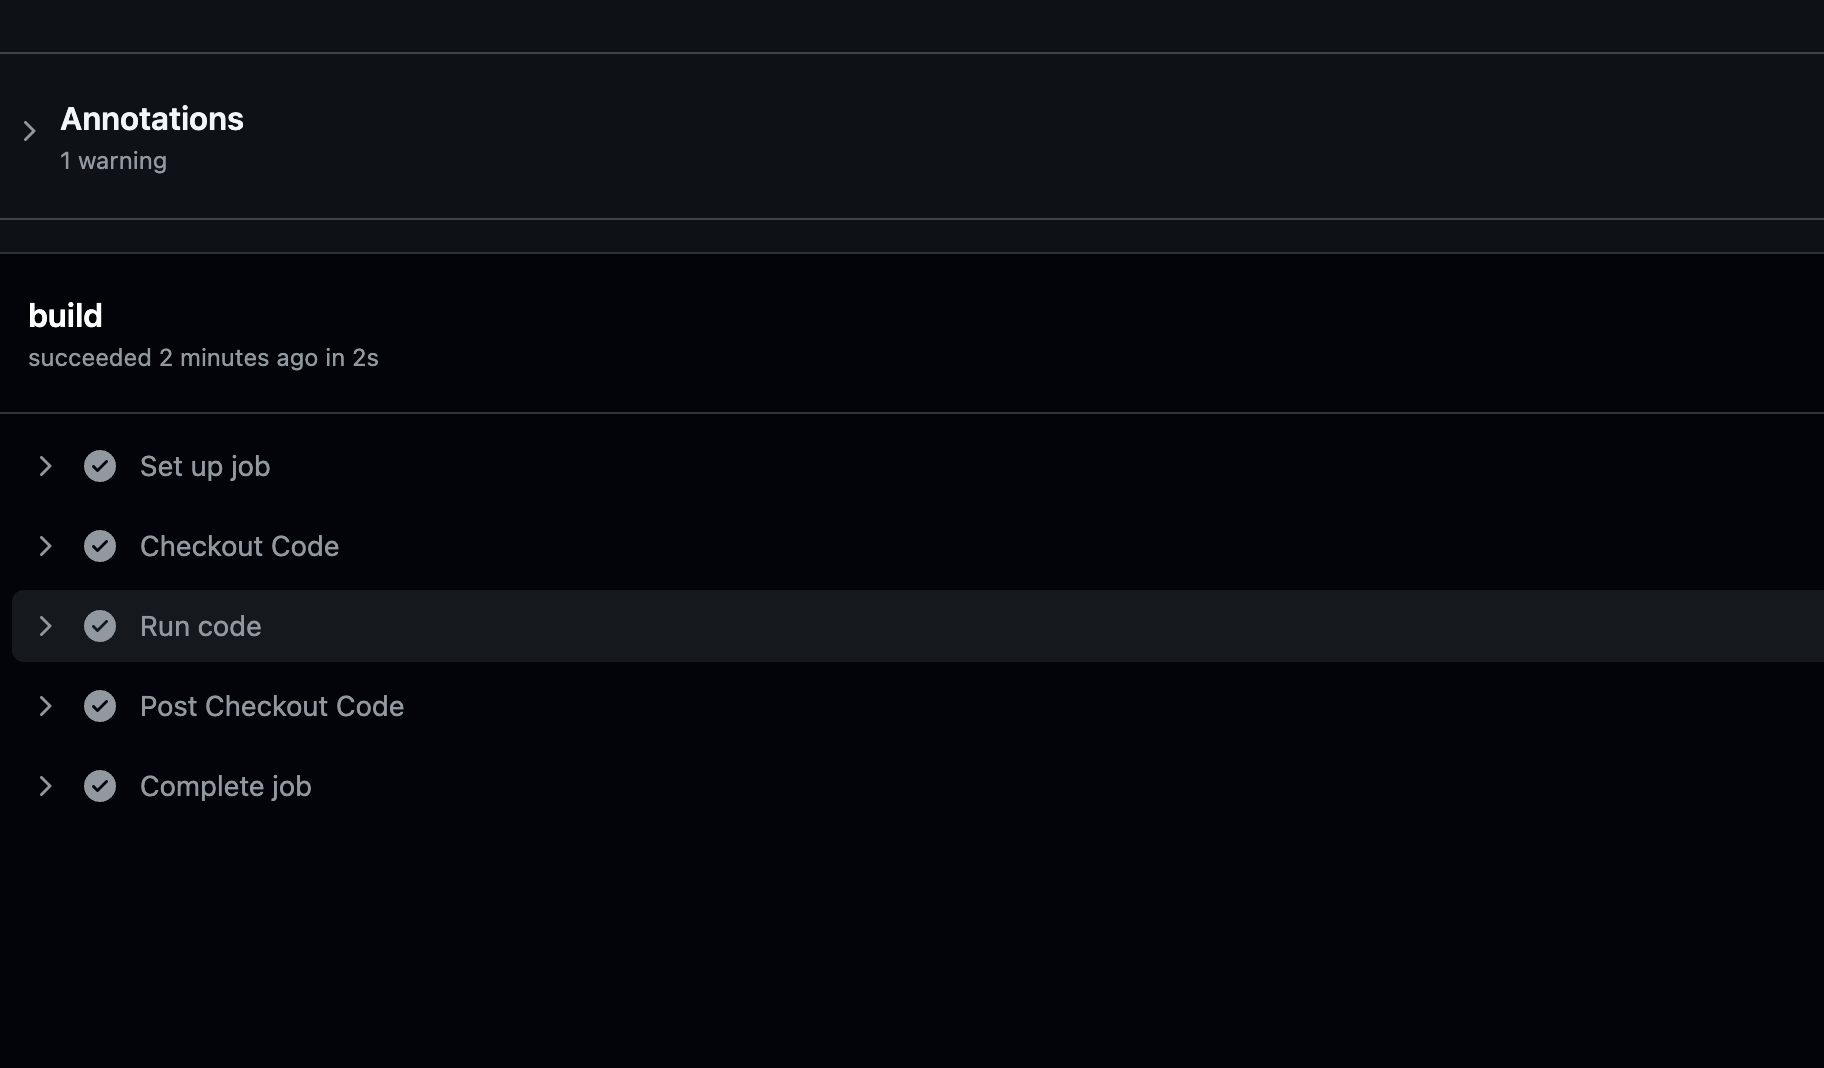 Annotations
1 warning
build
succeeded 2 minutes ago in 2s
Set up job
Checkout Code
Run code
Post Checkout Code
Complete job